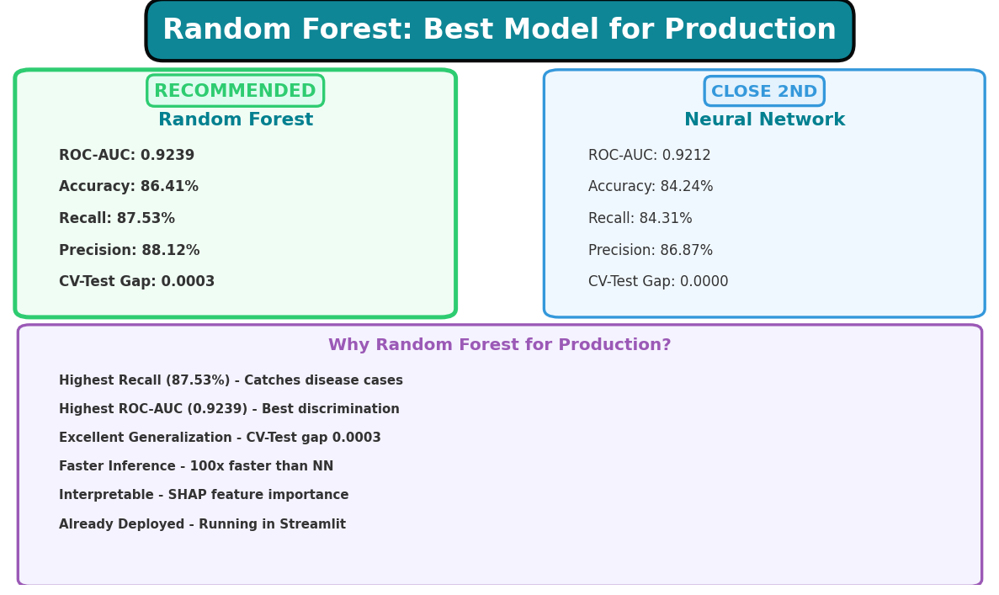 Random Forest: Best Model for Production
RECOMMENDED
Random Forest
ROC-AUC: 0.9239
Accuracy: 86.41%
Recall: 87.53%
Precision: 88.12%
CV-Test Gap: 0.0003
CLOSE 2ND
Neural Network
ROC-AUC: 0.9212
Accuracy: 84.24%
Recall: 84.31%
Precision: 86.87%
CV-Test Gap: 0.0000
Why Random Forest for Production?
Highest Recall (87.53%) - Catches disease cases
Highest ROC-AUC (0.9239) - Best discrimination
Excellent Generalization - CV-Test gap 0.0003
Faster Inference - 100x faster than NN
Interpretable - SHAP feature importance
Already Deployed - Running in Streamlit